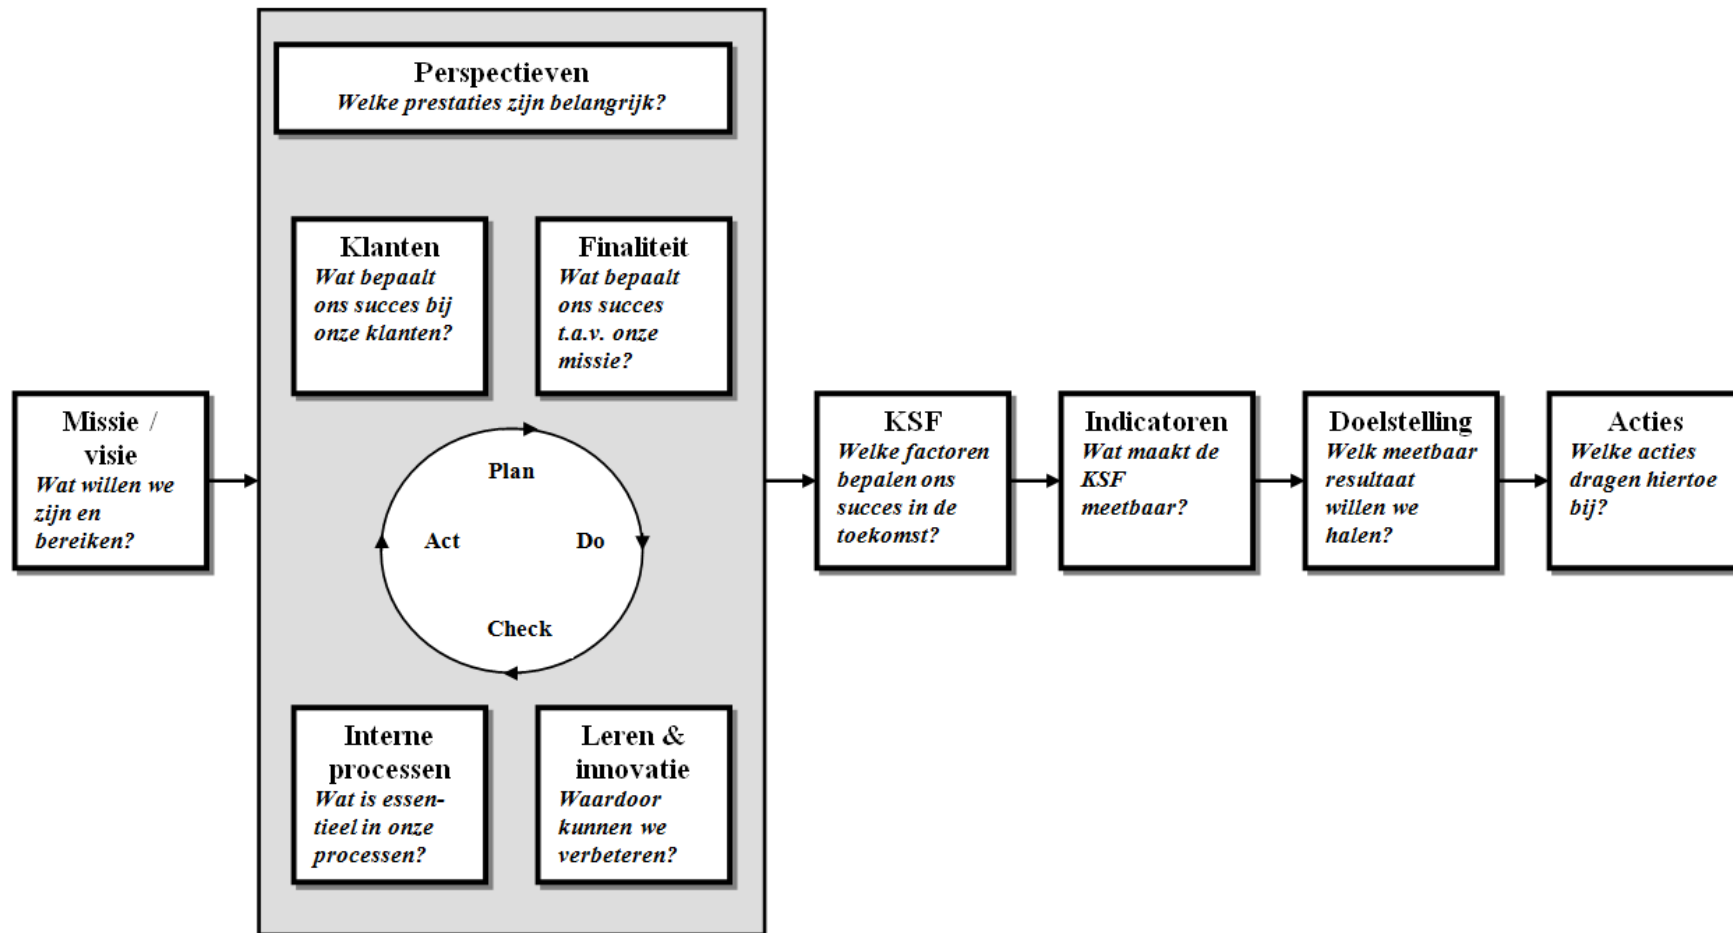 Perspectieven
Welke prestaties zijn belangrijk?
Klanten
Wat bepaalt
ons succes bij
onze klanten?
Finaliteit
Wat bepaalt
ons succes
t.a.v. onze
missie?
Missie /
visie
Wat willen we
zijn en
bereiken?
Plan
Act
Do
Check
Interne
processen
Wat is essen-
tieel in onze
processen?
Leren &
innovatie
Waardoor
kunnen we
verbeteren?
KSF
Welke factoren
bepalen ons
succes in de
toekomst?
Indicatoren
Wat maakt de
KSF
meetbaar?
Doelstelling
Welk meetbaar
resultaat
willen we
halen?
Acties
Welke acties
dragen hiertoe
bij?